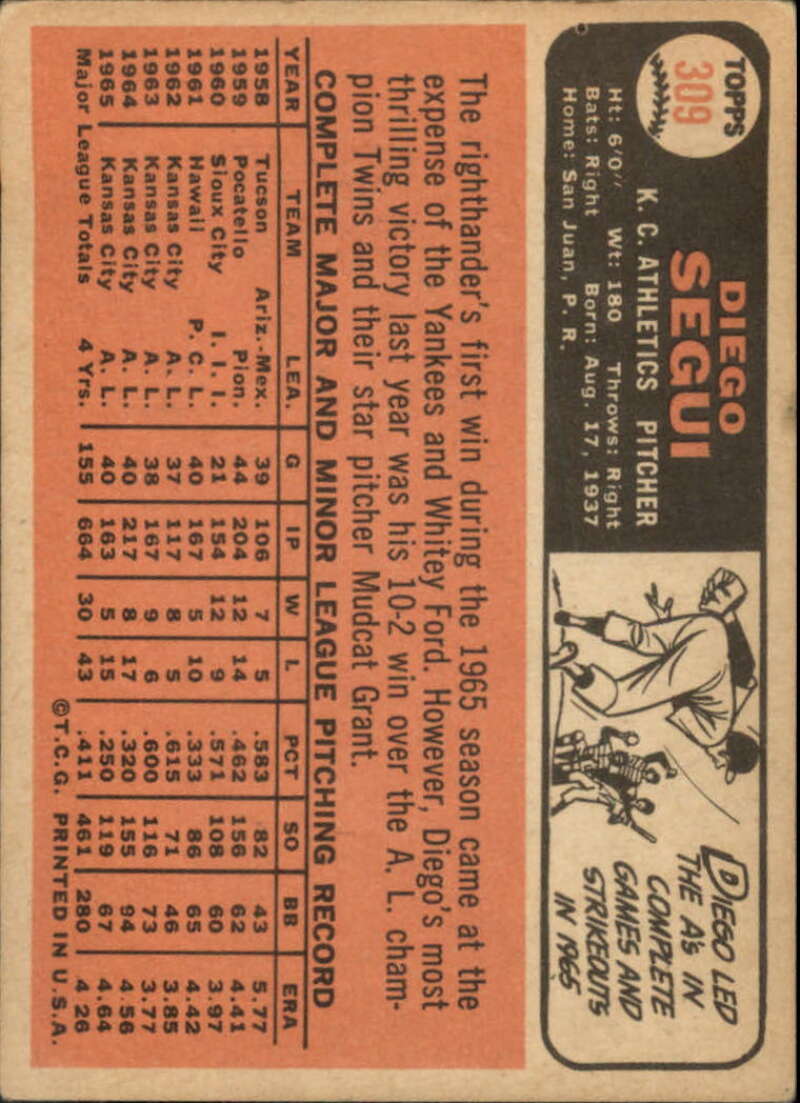 TOPPS
309
DIEGO
SEGUI
K. C. ATHLETICS PITCHER
Ht: 6'0" Wt: 180 Throws: Right
Bats: Right Born: Aug. 17, 1937
Home: San Juan, P. R.
DIEGO LED
THE A's IN
COMPLETE
GAMES AND
STRIKEOUTS
IN 1965
The righthander's first win during the 1965 season came at the
expense of the Yankees and Whitey Ford. However, Diego's most
thrilling victory last year was his 10-2 win over the A. L. cham-
pion Twins and their star pitcher Mudcat Grant.
COMPLETE MAJOR AND MINOR LEAGUE PITCHING RECORD
YEAR TEAM LEA. G IP W L PCT SO BB ERA
1958 Tucson Ariz.-Mex. 39 106 7 5 .583 82 43 5.77
1959 Pocatello Pion. 44 204 12 14 .462 156 62 4.41
1960 Sioux City I. I. I. 21 154 12 9 .571 108 60 3.97
1961 Hawaii P. C. L. 40 167 5 10 .333 86 65 4.42
1962 Kansas City A. L. 37 117 8 5 .615 71 46 3.85
1963 Kansas City A. L. 38 167 9 6 .600 116 73 3.77
1964 Kansas City A. L. 40 217 8 17 .320 155 94 4.56
1965 Kansas City A. L. 40 163 5 15 .250 119 67 4.64
Major League Totals 4 Yrs. 155 664 30 43 .411 461 280 4.26
©T.C.G. PRINTED IN U.S.A.